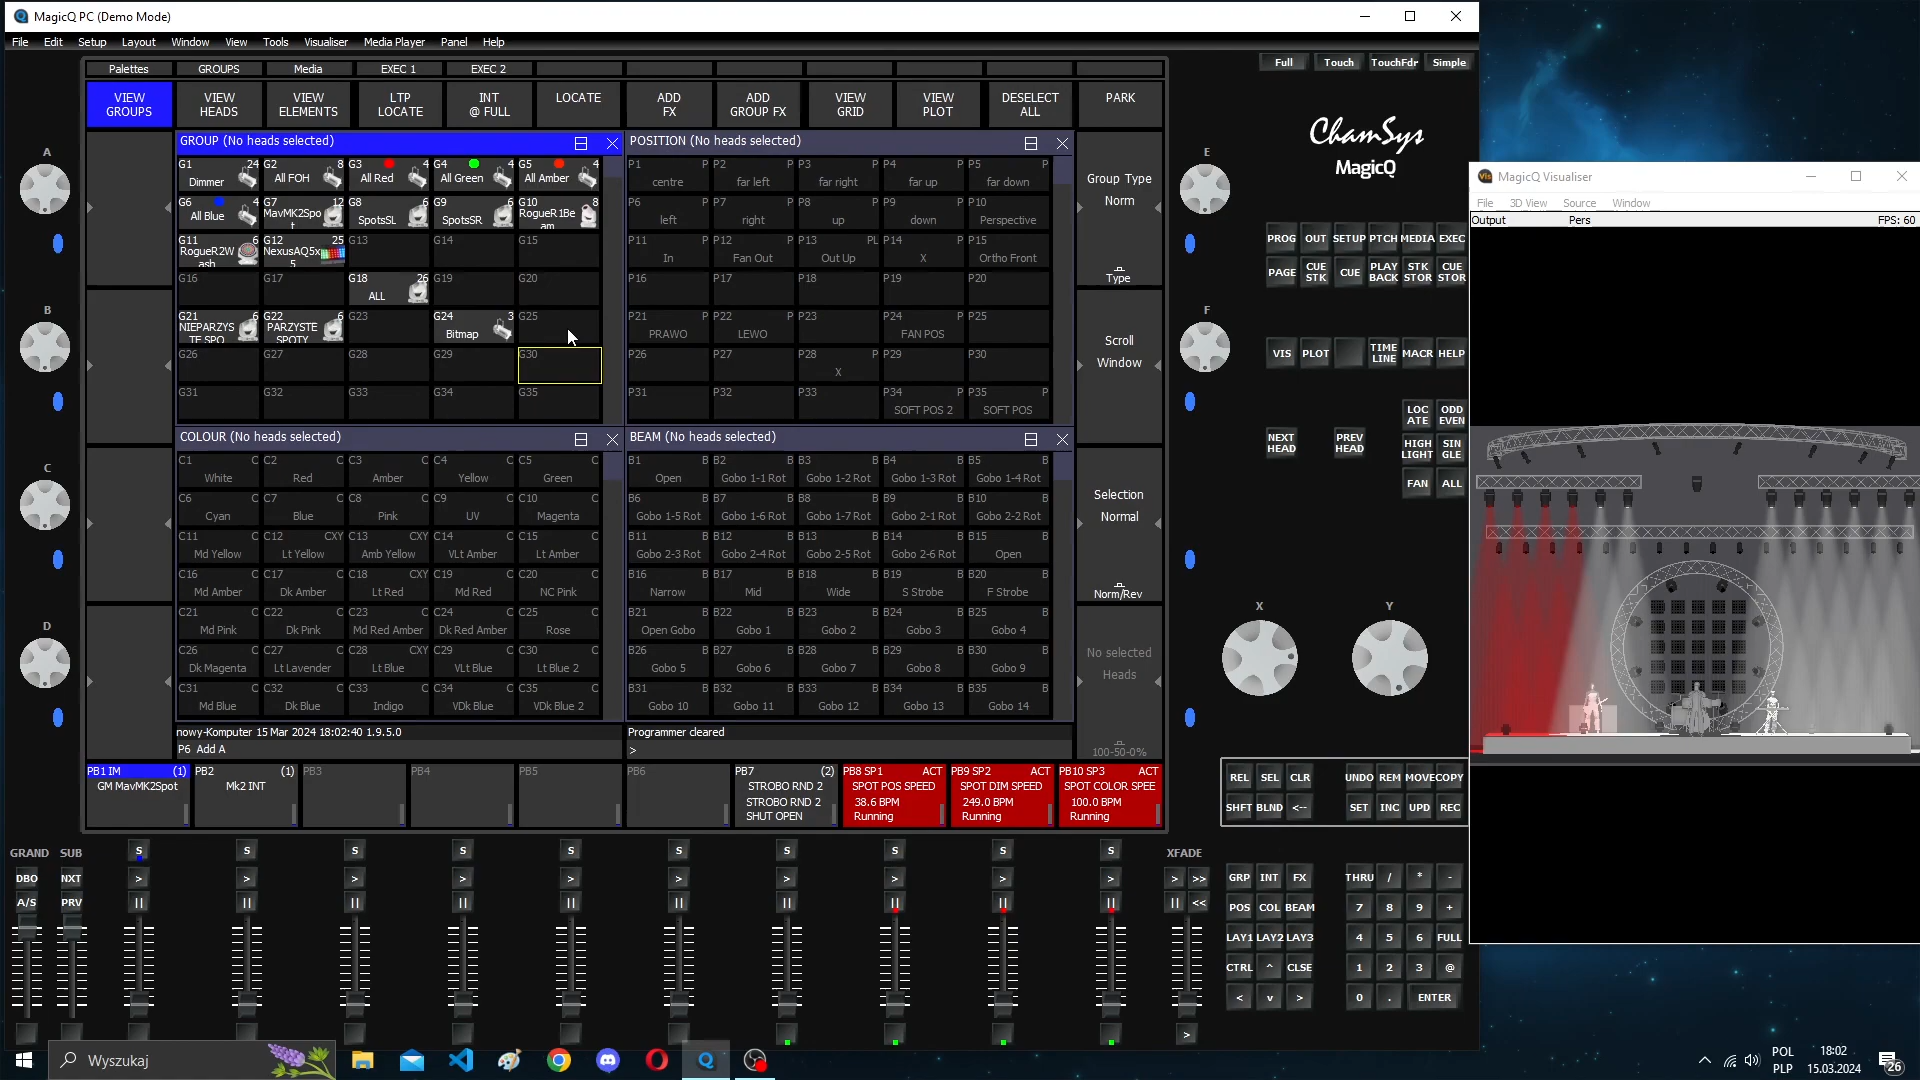 MagicQ PC (Demo Mode)
File Edit Setup Layout Window View Tools Visualiser Media Player Panel Help
Palettes GROUPS Media EXEC 1 EXEC 2
Full Touch TouchFdr Simple
VIEW GROUPS
VIEW HEADS
VIEW ELEMENTS
LTP LOCATE
INT @ FULL
LOCATE
ADD FX
ADD GROUP FX
VIEW GRID
VIEW PLOT
DESELECT ALL
PARK
ChamSys
MagicQ
GROUP (No heads selected)
G1 24 Dimmer
G2 8 All FOH
G3 4 All Red
G4 4 All Green
G5 4 All Amber
G6 4 All Blue
G7 12 MavMK2Spot
G8 6 SpotsSL
G9 6 SpotsSR
G10 8 RogueR1Beam
G11 6 RogueR2Wash
G12 25 NexusAQ5x5
G13 G14 G15
G16 G17
G18 26 ALL
G19 G20
G21 6 NIEPARZYSTE SPO
G22 6 PARZYSTE SPOTY
G23
G24 3 Bitmap
G25
G26 G27 G28 G29 G30
G31 G32 G33 G34 G35
POSITION (No heads selected)
P1 P centre
P2 P far left
P3 P far right
P4 P far up
P5 P far down
P6 P left
P7 P right
P8 P up
P9 P down
P10 P Perspective
P11 P In
P12 P Fan Out
P13 PL Out Up
P14 P X
P15 P Ortho Front
P16 P17 P18 P19 P20
P21 P PRAWO
P22 P LEWO
P23
P24 P FAN POS
P25
P26 P27
P28 P X
P29 P30
P31 P32 P33
P34 P SOFT POS 2
P35 P SOFT POS
COLOUR (No heads selected)
C1 C White
C2 C Red
C3 C Amber
C4 C Yellow
C5 C Green
C6 C Cyan
C7 C Blue
C8 C Pink
C9 C UV
C10 C Magenta
C11 C Md Yellow
C12 CXY Lt Yellow
C13 CXY Amb Yellow
C14 C VLt Amber
C15 C Lt Amber
C16 C Md Amber
C17 C Dk Amber
C18 CXY Lt Red
C19 C Md Red
C20 C NC Pink
C21 C Md Pink
C22 C Dk Pink
C23 C Md Red Amber
C24 C Dk Red Amber
C25 C Rose
C26 C Dk Magenta
C27 C Lt Lavender
C28 CXY Lt Blue
C29 C VLt Blue
C30 C Lt Blue 2
C31 C Md Blue
C32 C Dk Blue
C33 C Indigo
C34 C VDk Blue
C35 C VDk Blue 2
BEAM (No heads selected)
B1 B Open
B2 B Gobo 1-1 Rot
B3 B Gobo 1-2 Rot
B4 B Gobo 1-3 Rot
B5 B Gobo 1-4 Rot
B6 B Gobo 1-5 Rot
B7 B Gobo 1-6 Rot
B8 B Gobo 1-7 Rot
B9 B Gobo 2-1 Rot
B10 B Gobo 2-2 Rot
B11 B Gobo 2-3 Rot
B12 B Gobo 2-4 Rot
B13 B Gobo 2-5 Rot
B14 B Gobo 2-6 Rot
B15 B Open
B16 B Narrow
B17 B Mid
B18 B Wide
B19 B S Strobe
B20 B F Strobe
B21 B Open Gobo
B22 B Gobo 1
B23 B Gobo 2
B24 B Gobo 3
B25 B Gobo 4
B26 B Gobo 5
B27 B Gobo 6
B28 B Gobo 7
B29 B Gobo 8
B30 B Gobo 9
B31 B Gobo 10
B32 B Gobo 11
B33 B Gobo 12
B34 B Gobo 13
B35 B Gobo 14
Group Type
Norm
Type
Scroll
Window
Selection
Normal
Norm/Rev
No selected
Heads
100-50-0%
nowy-Komputer 15 Mar 2024 18:02:40 1.9.5.0
P6 Add A
Programmer cleared
>
PB1 IM (1) GM MavMK2Spot
PB2 (1) Mk2 INT
PB3
PB4
PB5
PB6
PB7 (2) STROBO RND 2 STROBO RND 2 SHUT OPEN
PB8 SP1 ACT SPOT POS SPEED 38.6 BPM Running
PB9 SP2 ACT SPOT DIM SPEED 249.0 BPM Running
PB10 SP3 ACT SPOT COLOR SPEE 100.0 BPM Running
A
B
C
D
E
F
X Y
PROG OUT SETUP PTCH MEDIA EXEC
PAGE CUE STK CUE PLAY BACK STK STOR CUE STOR
VIS PLOT TIME LINE MACR HELP
LOC ATE ODD EVEN
NEXT HEAD PREV HEAD HIGH LIGHT SIN GLE
FAN ALL
REL SEL CLR UNDO REM MOVE COPY
SHFT BLND <-- SET INC UPD REC
GRAND SUB
DBO NXT
A/S PRV
S S S S S S S S S S
> > > > > > > > > >
XFADE
> >>
<<
>
GRP INT FX THRU / * -
POS COL BEAM 7 8 9 +
LAY1 LAY2 LAY3 4 5 6 FULL
CTRL ^ CLSE 1 2 3 @
< v > 0 . ENTER
MagicQ Visualiser
File 3D View Source Window
Output Pers FPS: 60
Wyszukaj
POL
PLP
18:02
15.03.2024
26